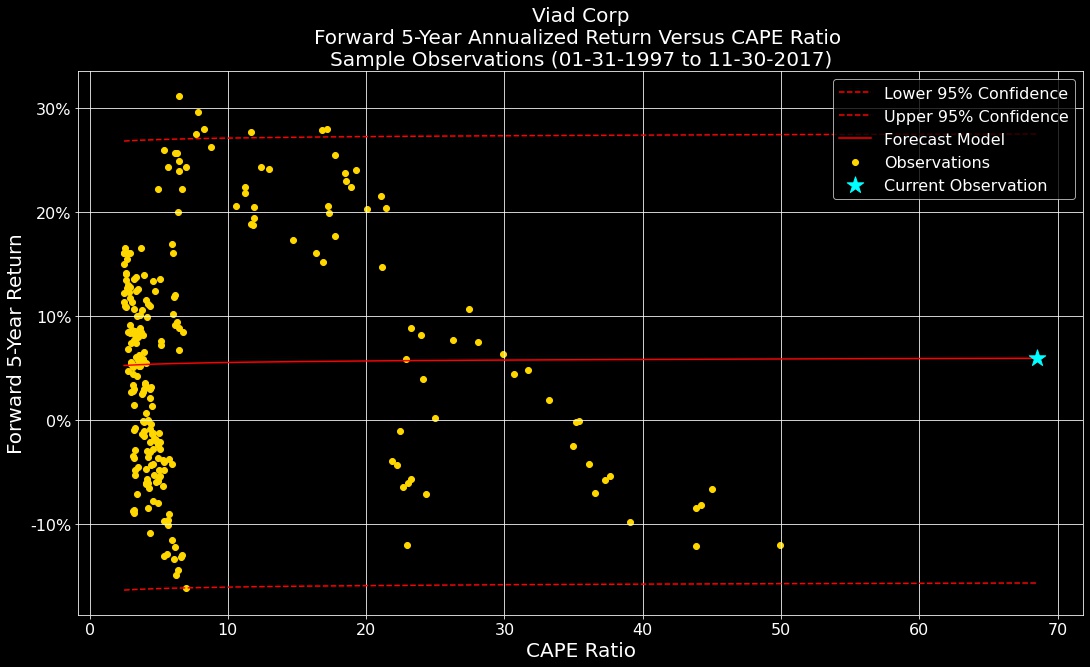 Viad Corp
Forward 5-Year Annualized Return Versus CAPE Ratio
Sample Observations (01-31-1997 to 11-30-2017)
Lower 95% Confidence
Upper 95% Confidence
Forecast Model
Observations
Current Observation
30%
20%
10%
0%
-10%
Forward 5-Year Return
0 10 20 30 40 50 60 70
CAPE Ratio